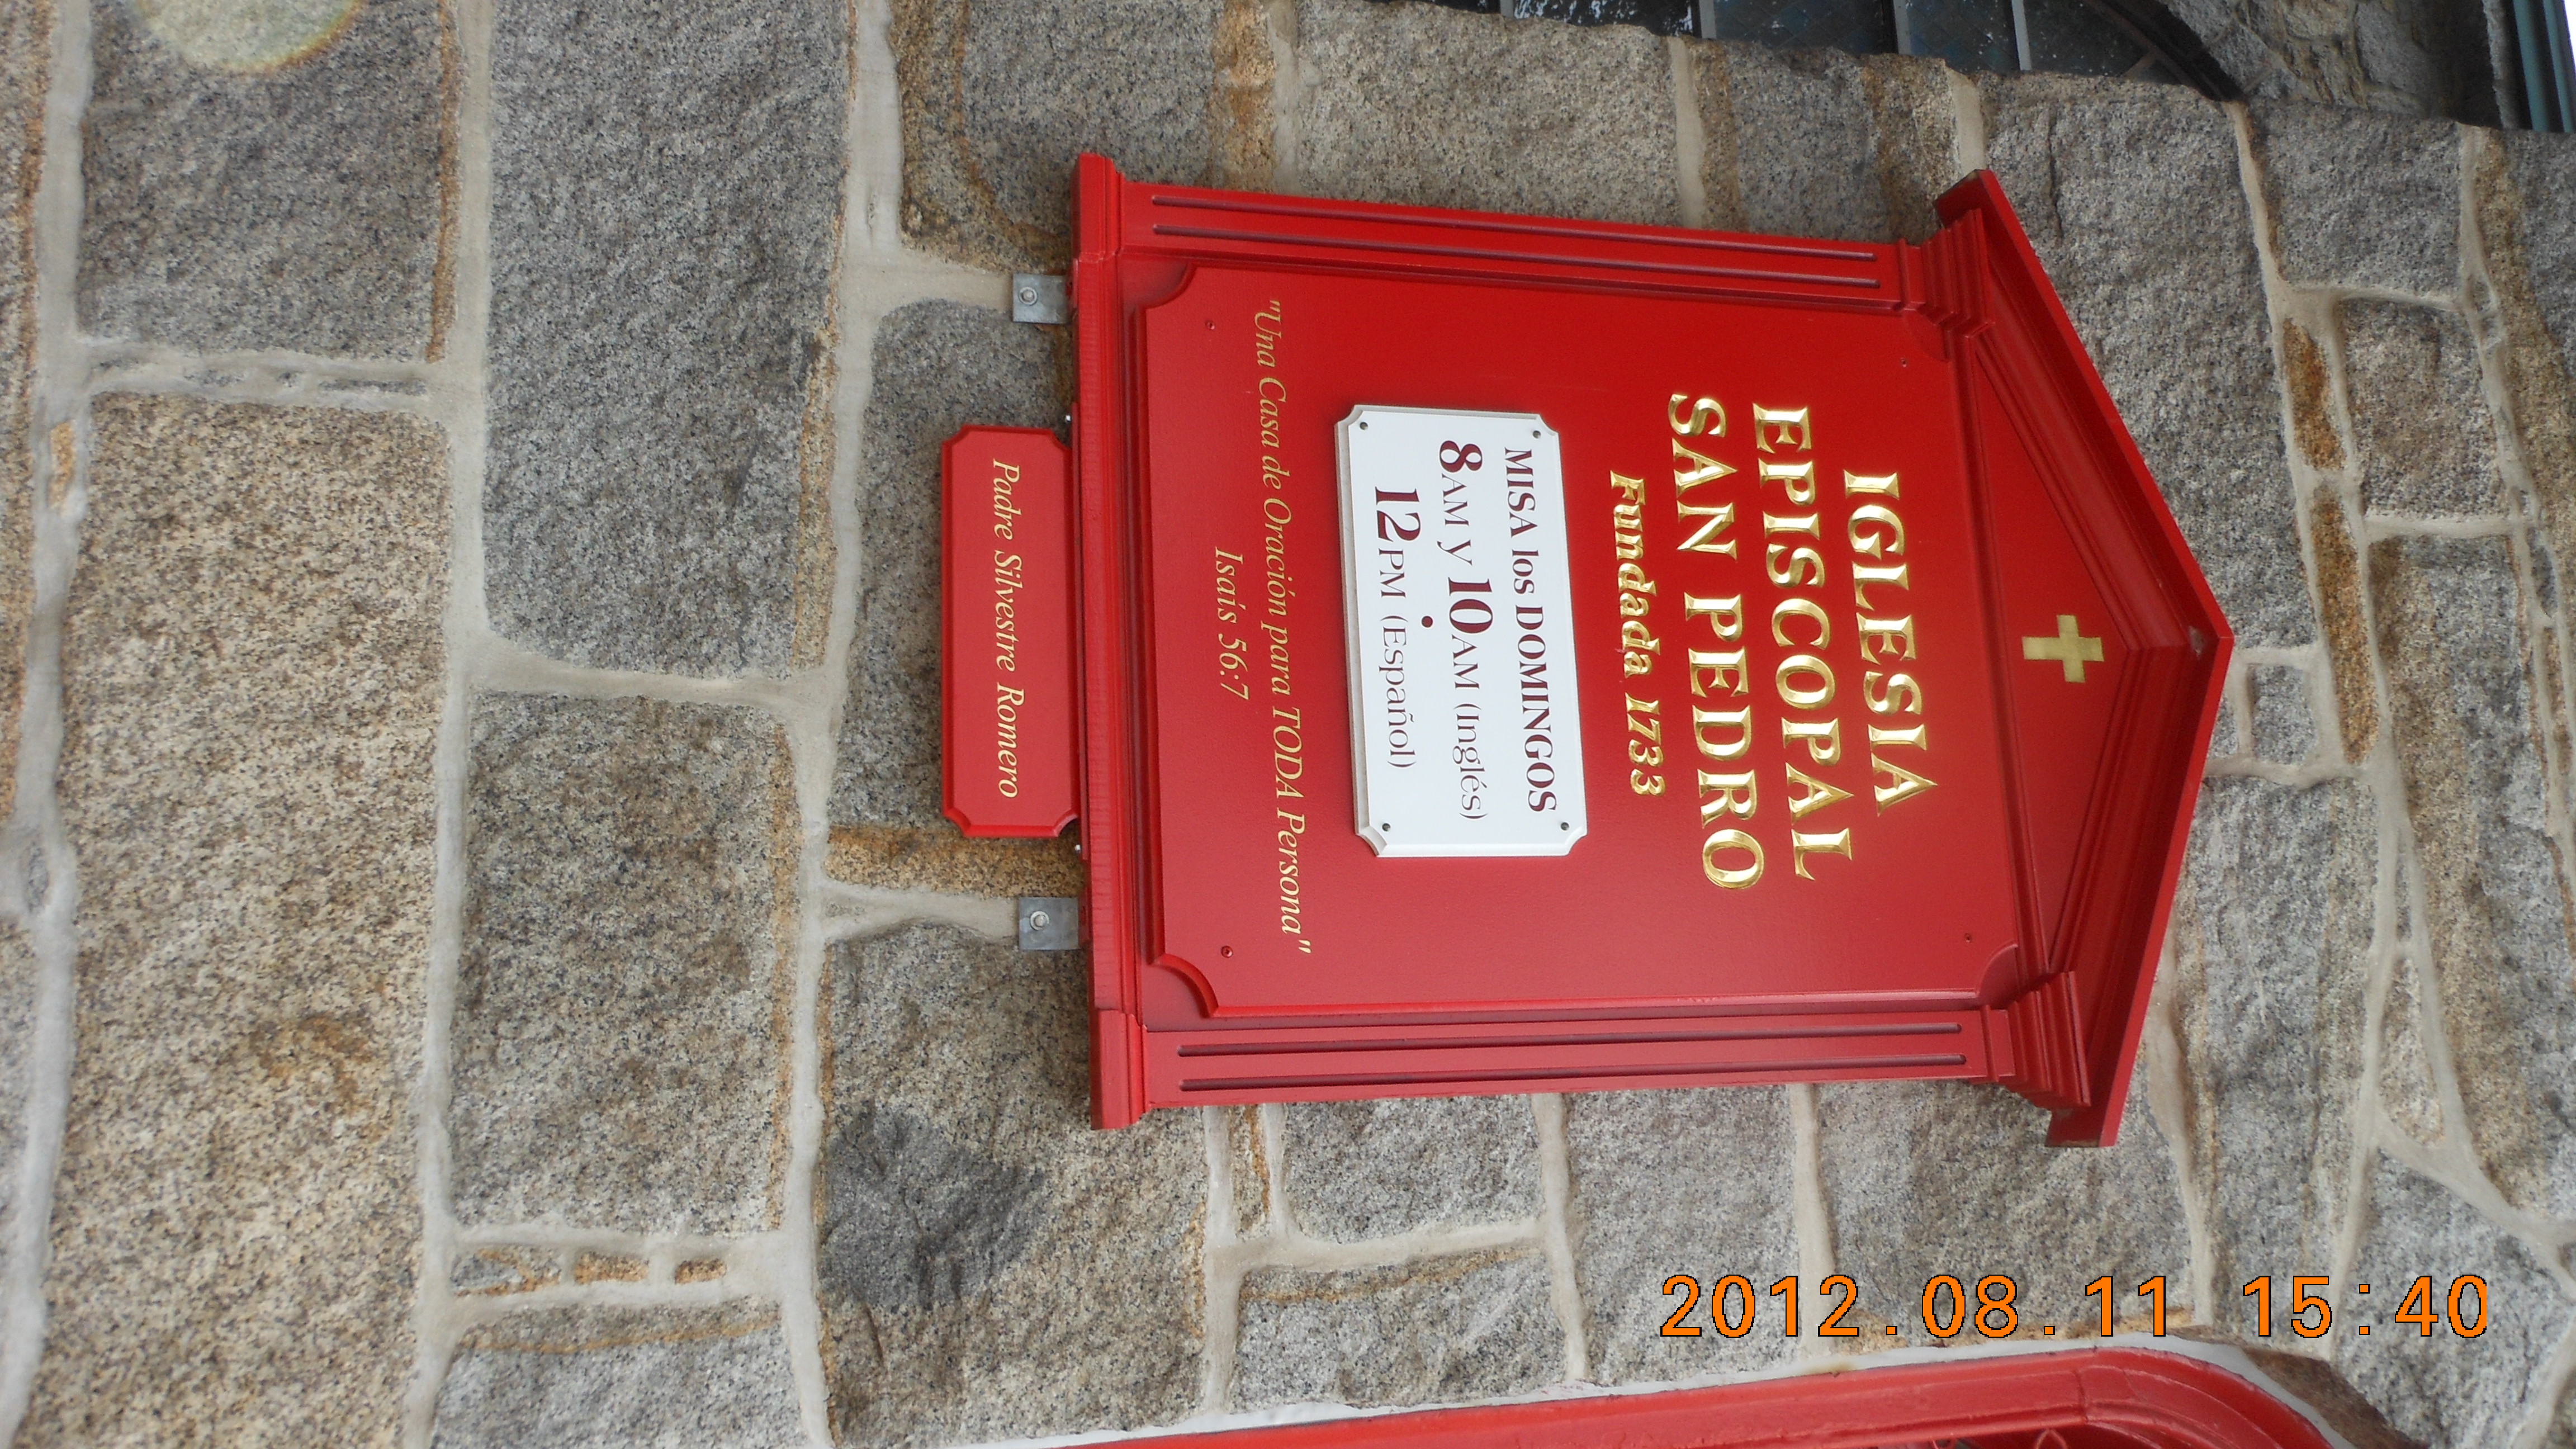 IGLESIA
EPISCOPAL
SAN PEDRO
Fundada 1733
MISA los DOMINGOS
8AM y 10AM (Inglés)
•
12PM (Español)
"Una Casa de Oración para TODA Persona"
Isaís 56:7
Padre Silvestre Romero
2012.08.11 15:40